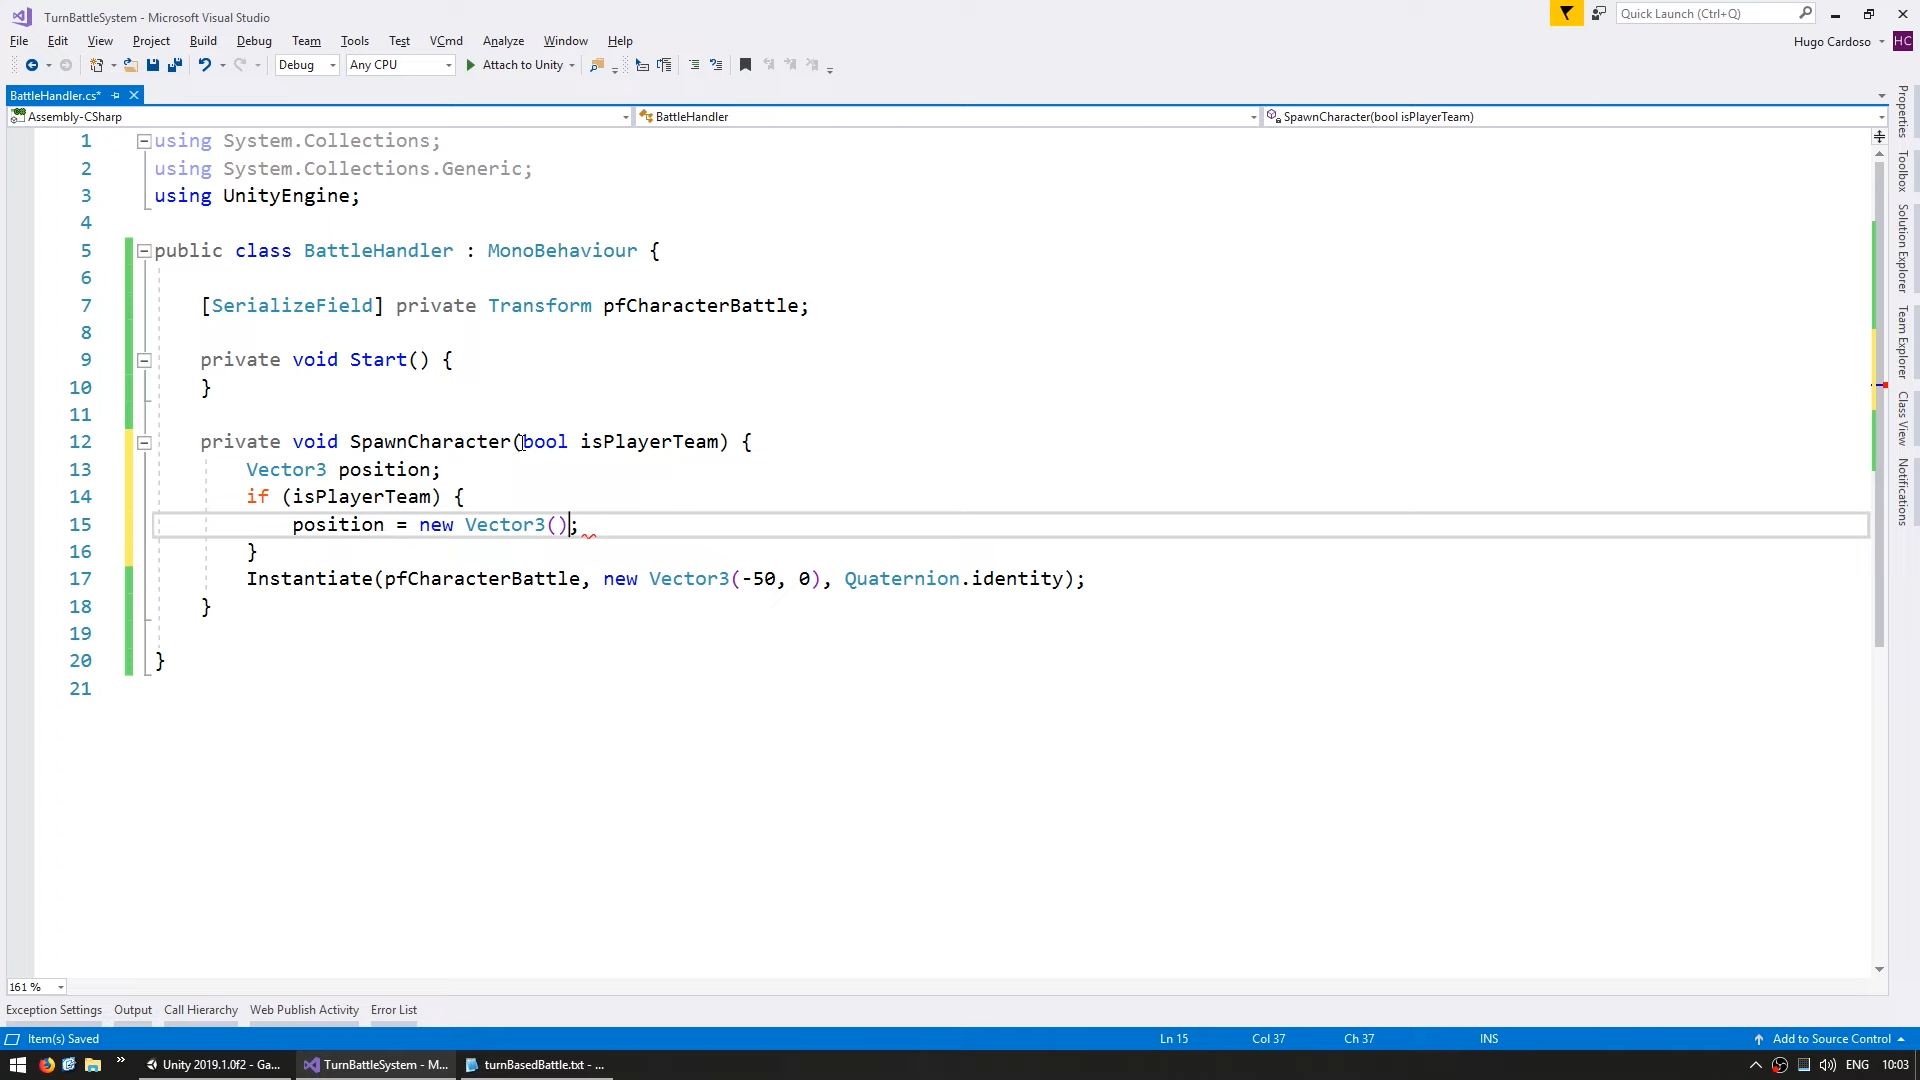 TurnBattleSystem - Microsoft Visual Studio
Quick Launch (Ctrl+Q)
File Edit View Project Build Debug Team Tools Test VCmd Analyze Window Help
Hugo Cardoso HC
Debug Any CPU Attach to Unity
BattleHandler.cs*
Assembly-CSharp BattleHandler SpawnCharacter(bool isPlayerTeam)
1 using System.Collections;
2 using System.Collections.Generic;
3 using UnityEngine;
4
5 public class BattleHandler : MonoBehaviour {
6
7 [SerializeField] private Transform pfCharacterBattle;
8
9 private void Start() {
10 }
11
12 private void SpawnCharacter(bool isPlayerTeam) {
13 Vector3 position;
14 if (isPlayerTeam) {
15 position = new Vector3();
16 }
17 Instantiate(pfCharacterBattle, new Vector3(-50, 0), Quaternion.identity);
18 }
19
20 }
21
Properties
Toolbox
Solution Explorer
Team Explorer
Class View
Notifications
161 %
Exception Settings Output Call Hierarchy Web Publish Activity Error List
Item(s) Saved Ln 15 Col 37 Ch 37 INS Add to Source Control
Unity 2019.1.0f2 - Ga... TurnBattleSystem - M... turnBasedBattle.txt - ... ENG 10:03